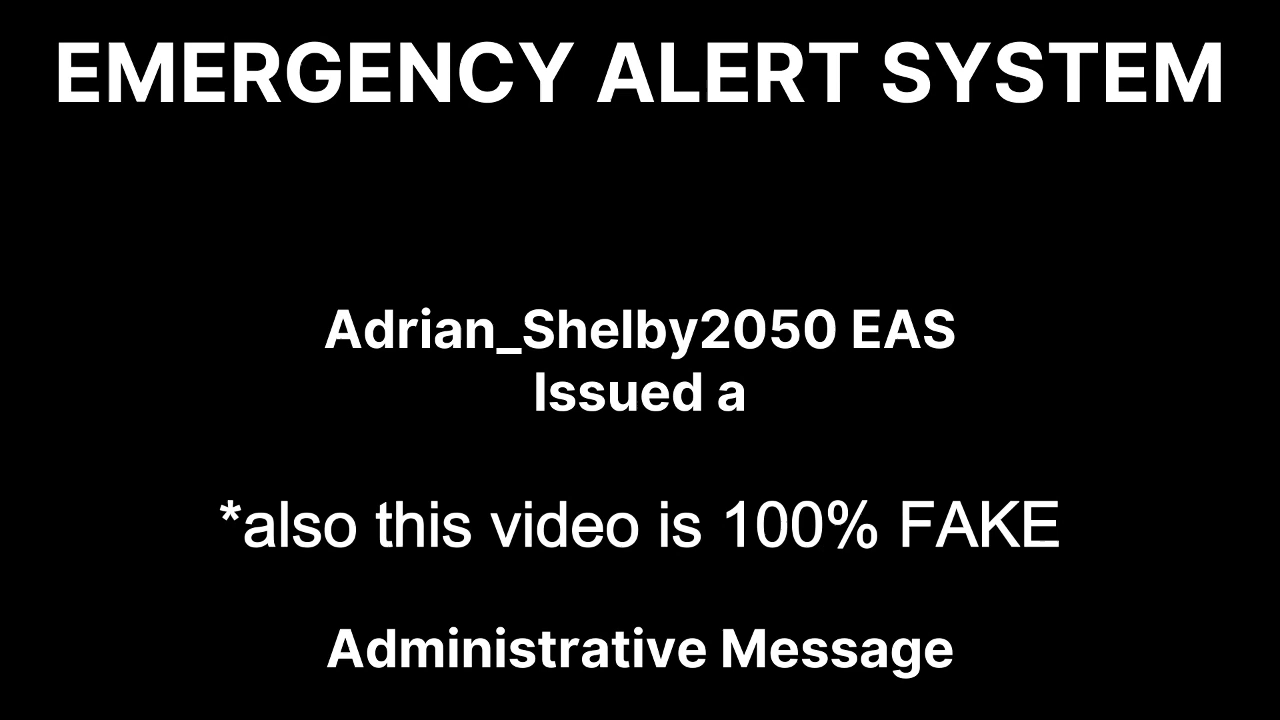 EMERGENCY ALERT SYSTEM
Adrian_Shelby2050 EAS
Issued a
*also this video is 100% FAKE
Administrative Message